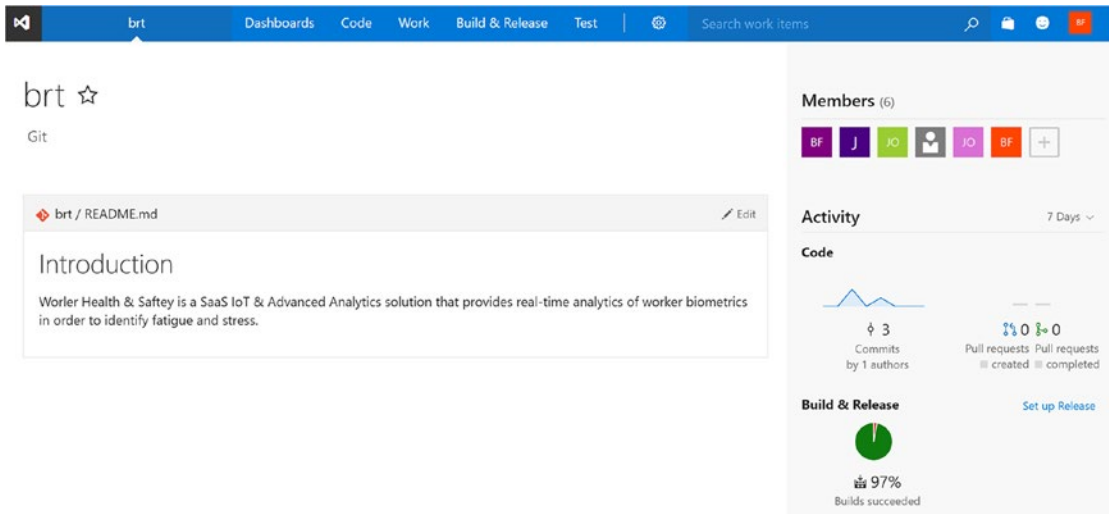 brt Dashboards Code Work Build & Release Test Search work items BF
brt
Git
brt / README.md Edit
Introduction
Worler Health & Saftey is a SaaS IoT & Advanced Analytics solution that provides real-time analytics of worker biometrics
in order to identify fatigue and stress.
Members (6)
BF J JO JO BF
Activity 7 Days
Code
3 0 0
Commits Pull requests Pull requests
by 1 authors created completed
Build & Release Set up Release
97%
Builds succeeded